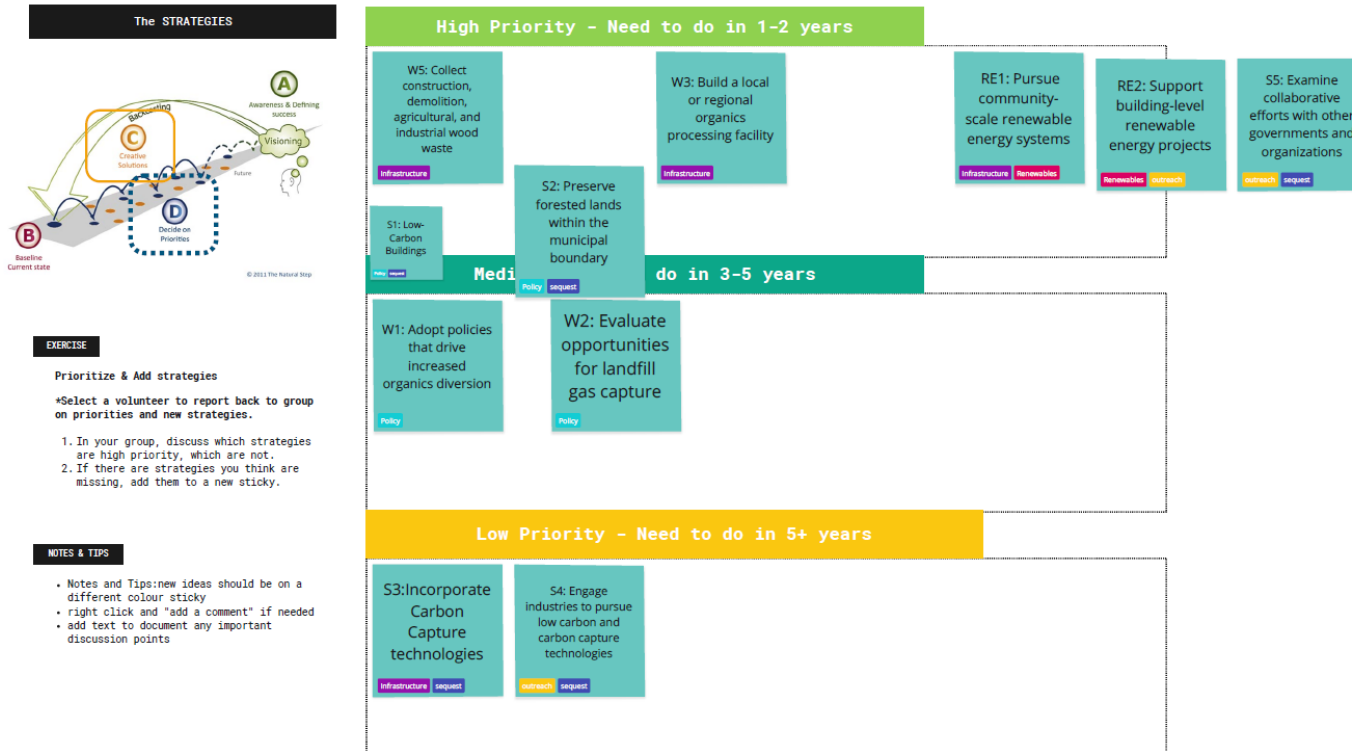 The STRATEGIES
A
Awareness & Defining
success
Backcasting
C
Creative
Solutions
Visioning
Future
D
Decide on
Priorities
B
Baseline
Current state
© 2011 The Natural Step
EXERCISE
Prioritize & Add strategies
*Select a volunteer to report back to group
on priorities and new strategies.
1. In your group, discuss which strategies
are high priority, which are not.
2. If there are strategies you think are
missing, add them to a new sticky.
NOTES & TIPS
• Notes and Tips:new ideas should be on a
different colour sticky
• right click and "add a comment" if needed
• add text to document any important
discussion points
High Priority - Need to do in 1-2 years
W5: Collect
construction,
demolition,
agricultural, and
industrial wood
waste
Infrastructure
W3: Build a local
or regional
organics
processing facility
Infrastructure
RE1: Pursue
community-
scale renewable
energy systems
Infrastructure Renewables
RE2: Support
building-level
renewable
energy projects
Renewables outreach
S5: Examine
collaborative
efforts with other
governments and
organizations
outreach sequest
S1: Low-
Carbon
Buildings
Policy sequest
S2: Preserve
forested lands
within the
municipal
boundary
Policy sequest
Medi do in 3-5 years
W1: Adopt policies
that drive
increased
organics diversion
Policy
W2: Evaluate
opportunities
for landfill
gas capture
Policy
Low Priority - Need to do in 5+ years
S3:Incorporate
Carbon
Capture
technologies
Infrastructure sequest
S4: Engage
industries to pursue
low carbon and
carbon capture
technologies
outreach sequest